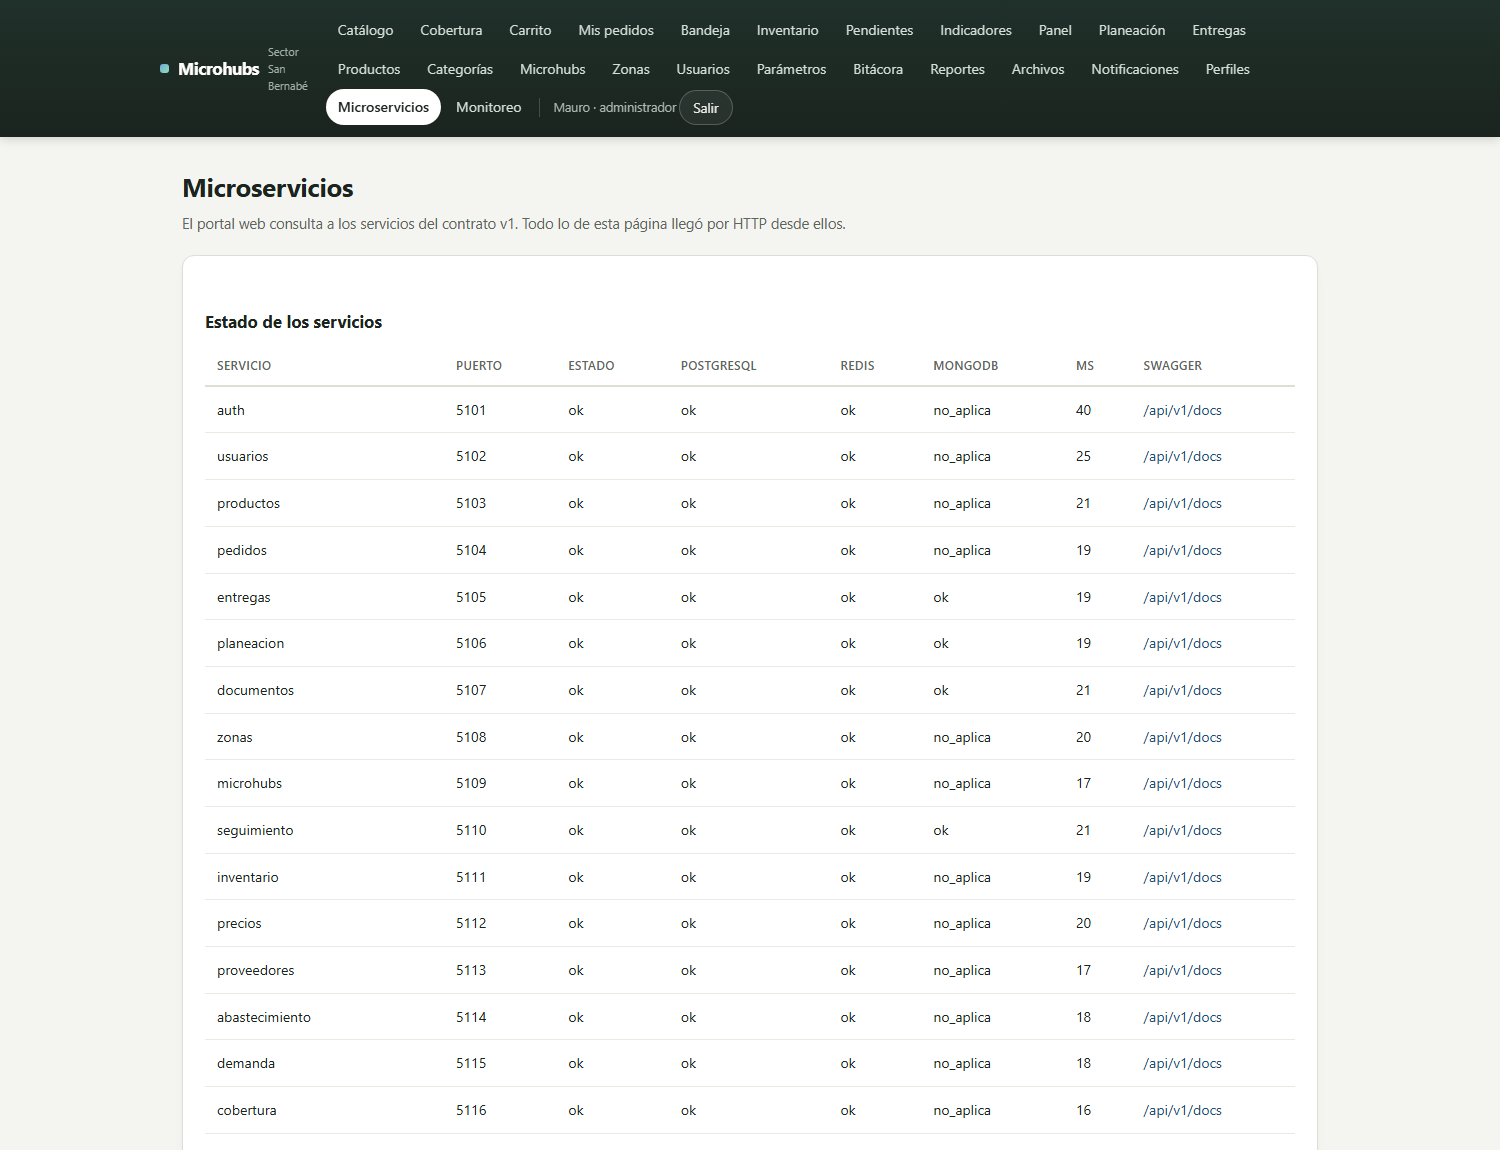 Microhubs
Sector
San
Bernabé
Catálogo Cobertura Carrito Mis pedidos Bandeja Inventario Pendientes Indicadores Panel Planeación Entregas
Productos Categorías Microhubs Zonas Usuarios Parámetros Bitácora Reportes Archivos Notificaciones Perfiles
Microservicios Monitoreo Mauro · administrador Salir
Microservicios
El portal web consulta a los servicios del contrato v1. Todo lo de esta página llegó por HTTP desde ellos.
Estado de los servicios
SERVICIO PUERTO ESTADO POSTGRESQL REDIS MONGODB MS SWAGGER
auth 5101 ok ok ok no_aplica 40 /api/v1/docs
usuarios 5102 ok ok ok no_aplica 25 /api/v1/docs
productos 5103 ok ok ok no_aplica 21 /api/v1/docs
pedidos 5104 ok ok ok no_aplica 19 /api/v1/docs
entregas 5105 ok ok ok ok 19 /api/v1/docs
planeacion 5106 ok ok ok ok 19 /api/v1/docs
documentos 5107 ok ok ok ok 21 /api/v1/docs
zonas 5108 ok ok ok no_aplica 20 /api/v1/docs
microhubs 5109 ok ok ok no_aplica 17 /api/v1/docs
seguimiento 5110 ok ok ok ok 21 /api/v1/docs
inventario 5111 ok ok ok no_aplica 19 /api/v1/docs
precios 5112 ok ok ok no_aplica 20 /api/v1/docs
proveedores 5113 ok ok ok no_aplica 17 /api/v1/docs
abastecimiento 5114 ok ok ok no_aplica 18 /api/v1/docs
demanda 5115 ok ok ok no_aplica 18 /api/v1/docs
cobertura 5116 ok ok ok no_aplica 16 /api/v1/docs